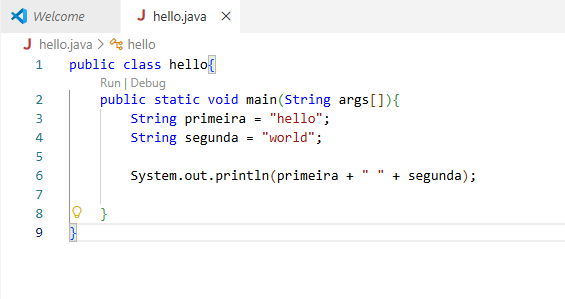 Welcome
hello.java
hello.java > hello
1 public class hello{
Run | Debug
2 public static void main(String args[]){
3 String primeira = "hello";
4 String segunda = "world";
5
6 System.out.println(primeira + " " + segunda);
7
8 }
9 }